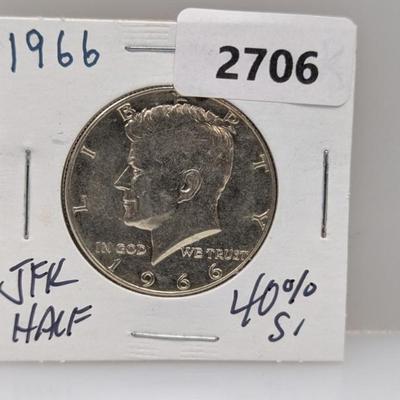 1966
2706
LIBERTY
IN GOD WE TRUST
1966
JFK
HALF
40%
Si